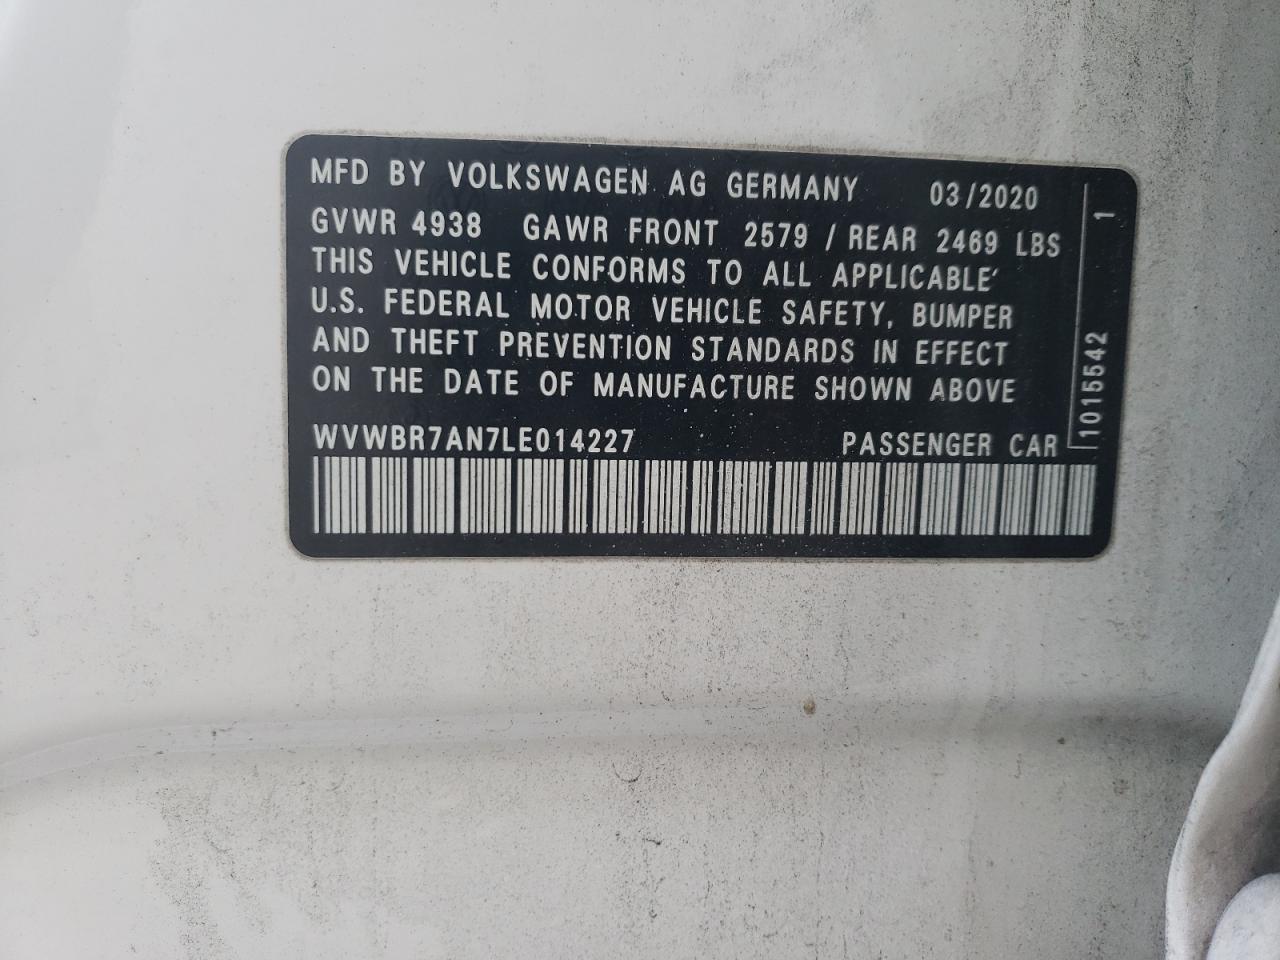 MFD BY VOLKSWAGEN AG GERMANY 03/2020
GVWR 4938 GAWR FRONT 2579 / REAR 2469 LBS
THIS VEHICLE CONFORMS TO ALL APPLICABLE
U.S. FEDERAL MOTOR VEHICLE SAFETY, BUMPER
AND THEFT PREVENTION STANDARDS IN EFFECT
ON THE DATE OF MANUFACTURE SHOWN ABOVE
WVWBR7AN7LE014227 PASSENGER CAR
1015542 1